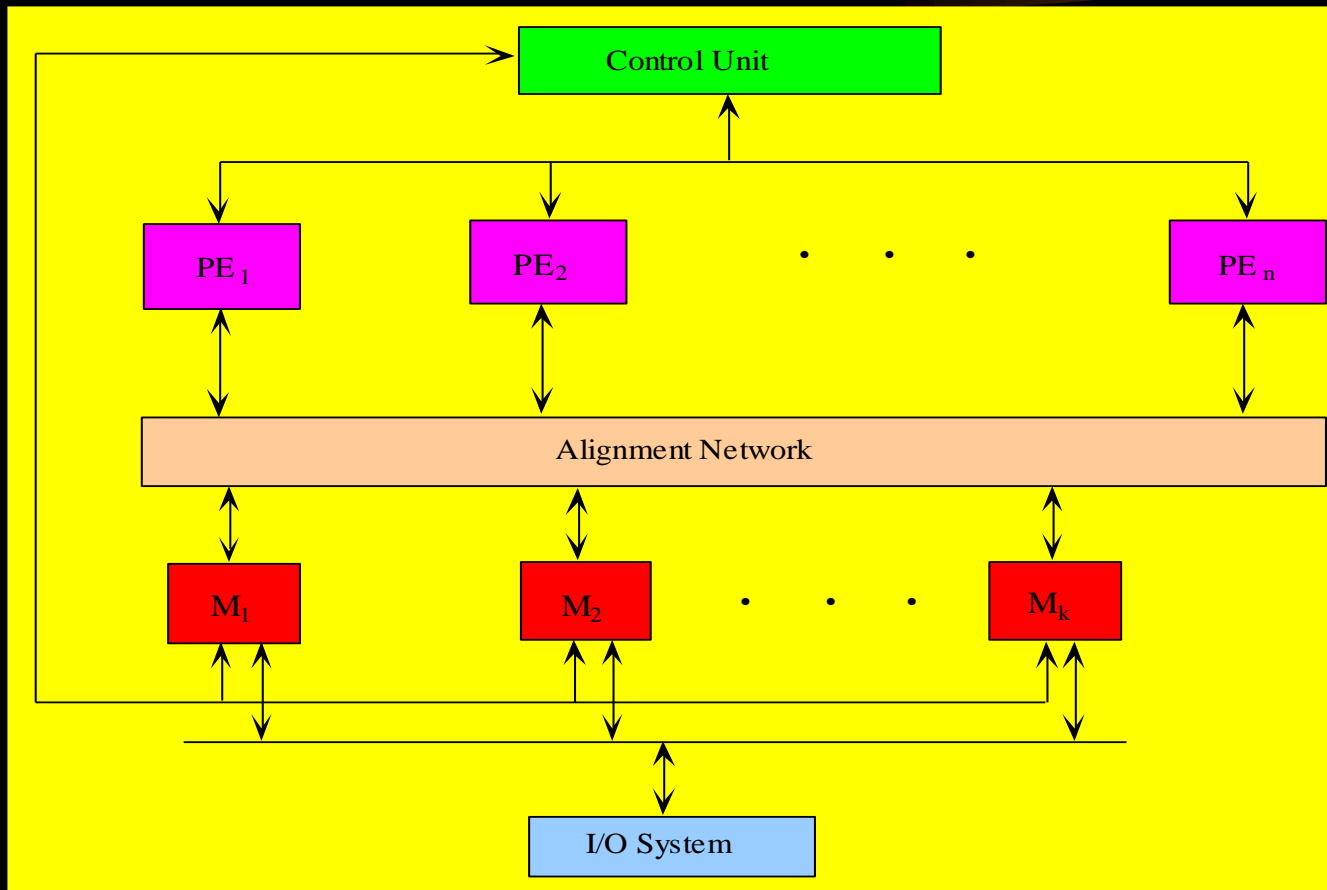 Control Unit
PE₁
PE₂
. . .
PEₙ
Alignment Network
M₁
M₂
. . .
Mₖ
I/O System